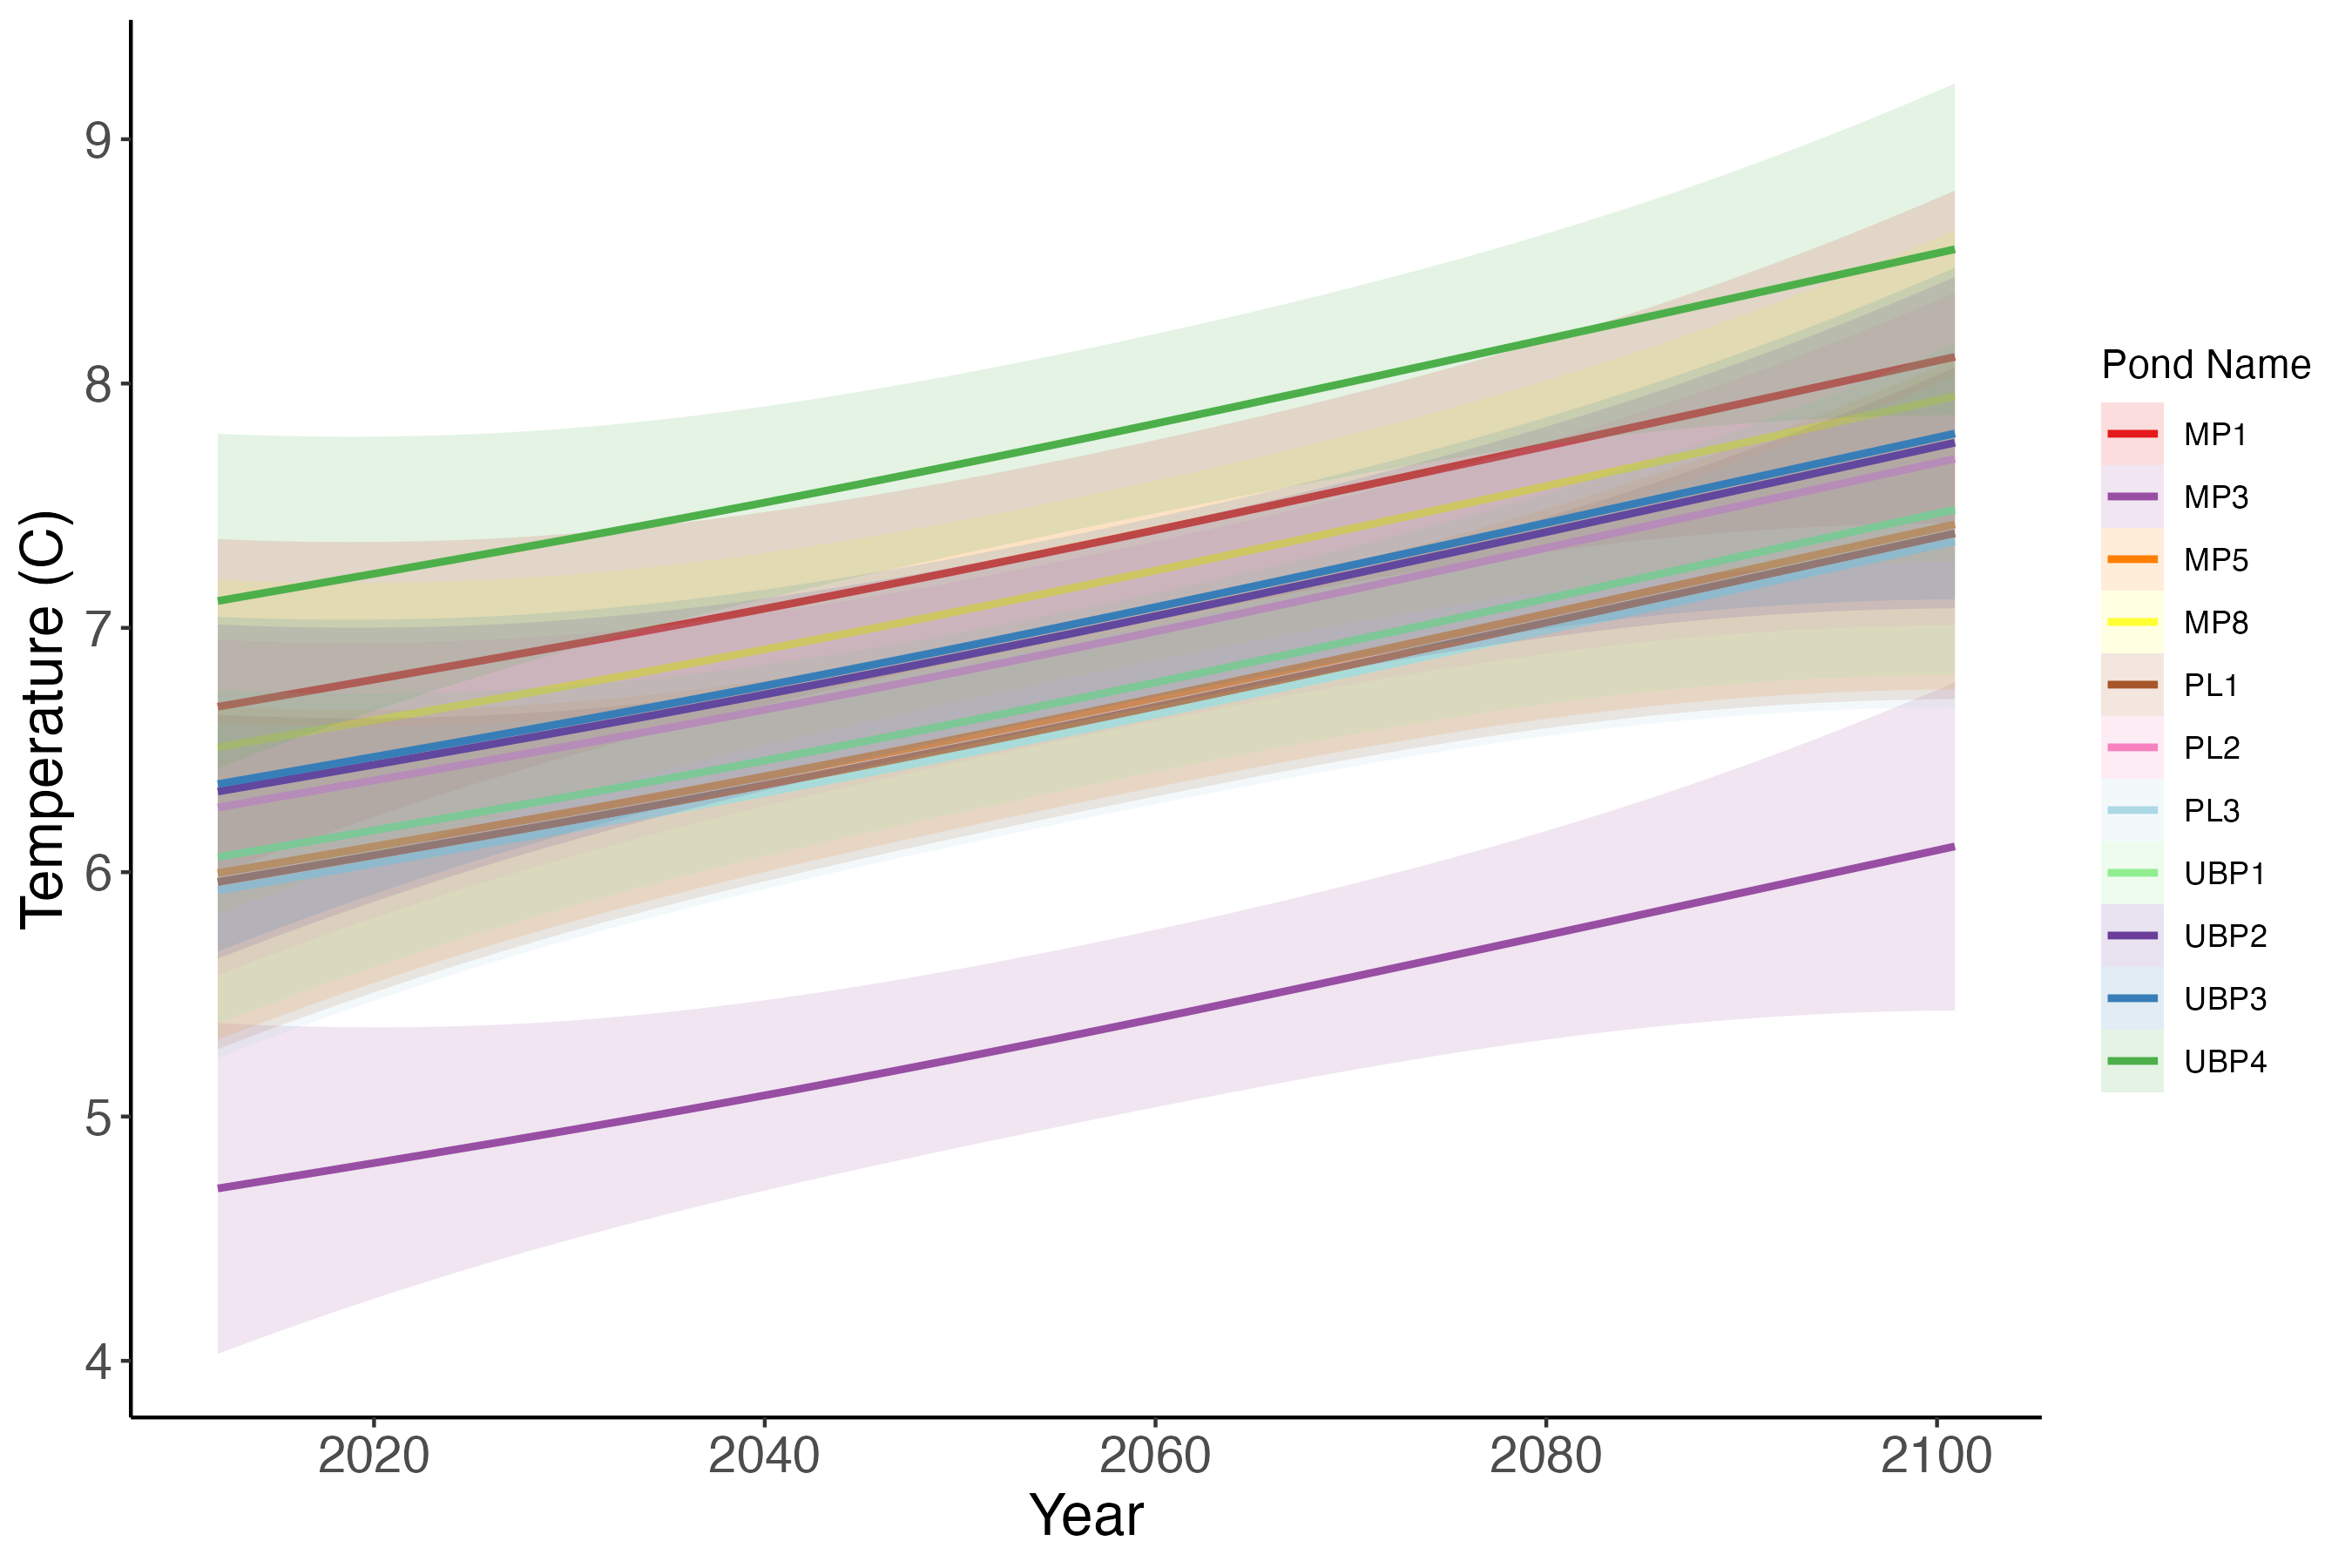 Temperature (C)
9
8
7
6
5
4
2020
2040
2060
2080
2100
Year
Pond Name
MP1
MP3
MP5
MP8
PL1
PL2
PL3
UBP1
UBP2
UBP3
UBP4